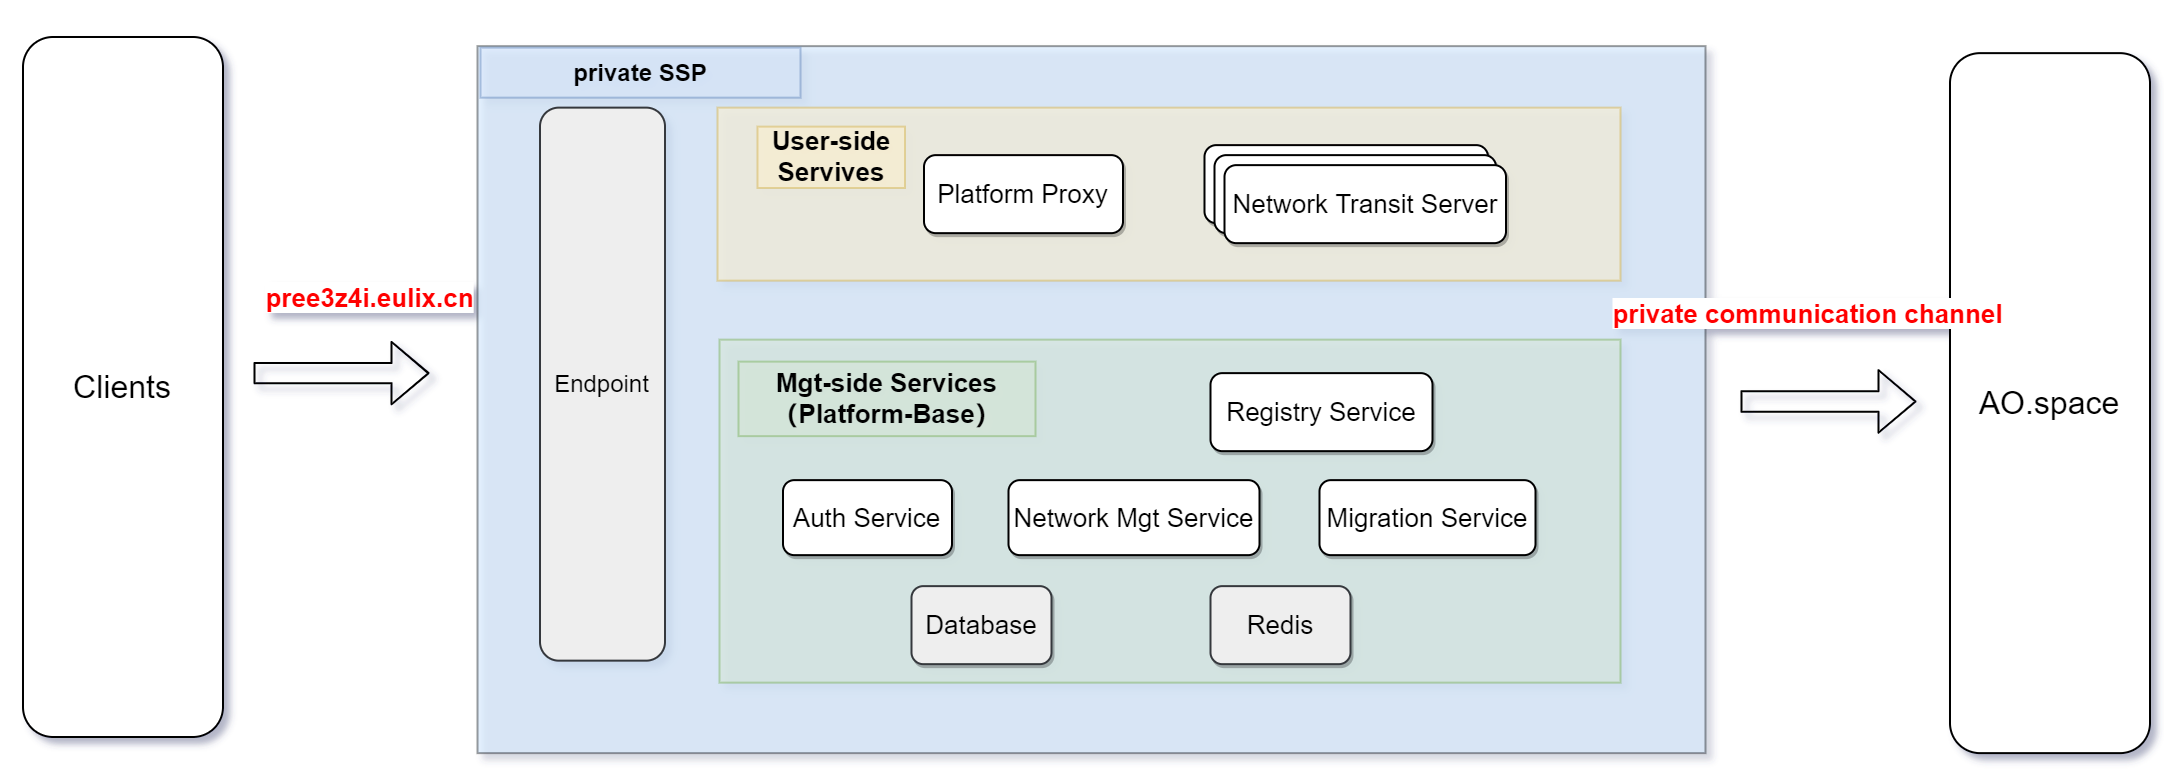 Clients
pree3z4i.eulix.cn
private SSP
Endpoint
User-side
Servives
Platform Proxy
Network Transit Server
Mgt-side Services
（Platform-Base）
Registry Service
Auth Service
Network Mgt Service
Migration Service
Database
Redis
private communication channel
AO.space